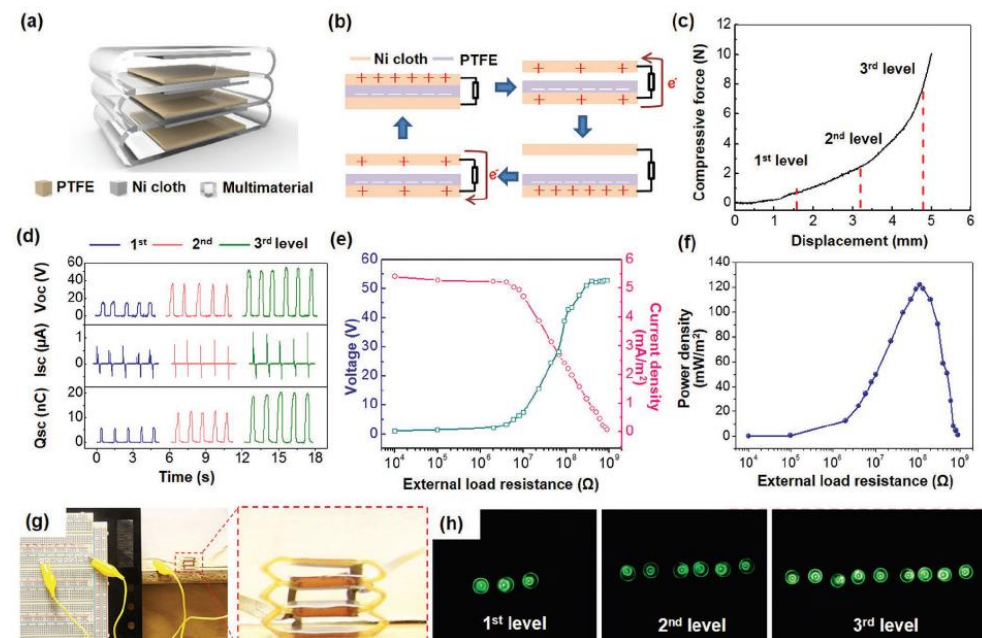 (a)
PTFE Ni cloth Multimaterial
(b)
Ni cloth PTFE
+ + + + + + +
+ + +
+ + +
e-
+ + +
+ + +
e-
+ + + + + +
(c)
Compressive force (N)
12
10
8
6
4
2
0
1st level
2nd level
3rd level
0 1 2 3 4 5 6
Displacement (mm)
(d)
1st 2nd 3rd level
Voc (V)
60
40
20
0
Isc (µA)
1
0
Qsc (nC)
20
10
0
0 3 6 9 12 15 18
Time (s)
(e)
Voltage (V)
60
50
40
30
20
10
0
Current density
(mA/m²)
6
5
4
3
2
1
0
10⁴ 10⁵ 10⁶ 10⁷ 10⁸ 10⁹
External load resistance (Ω)
(f)
Power density
(mW/m²)
140
120
100
80
60
40
20
0
10⁴ 10⁵ 10⁶ 10⁷ 10⁸ 10⁹
External load resistance (Ω)
(g)
(h)
1st level
2nd level
3rd level